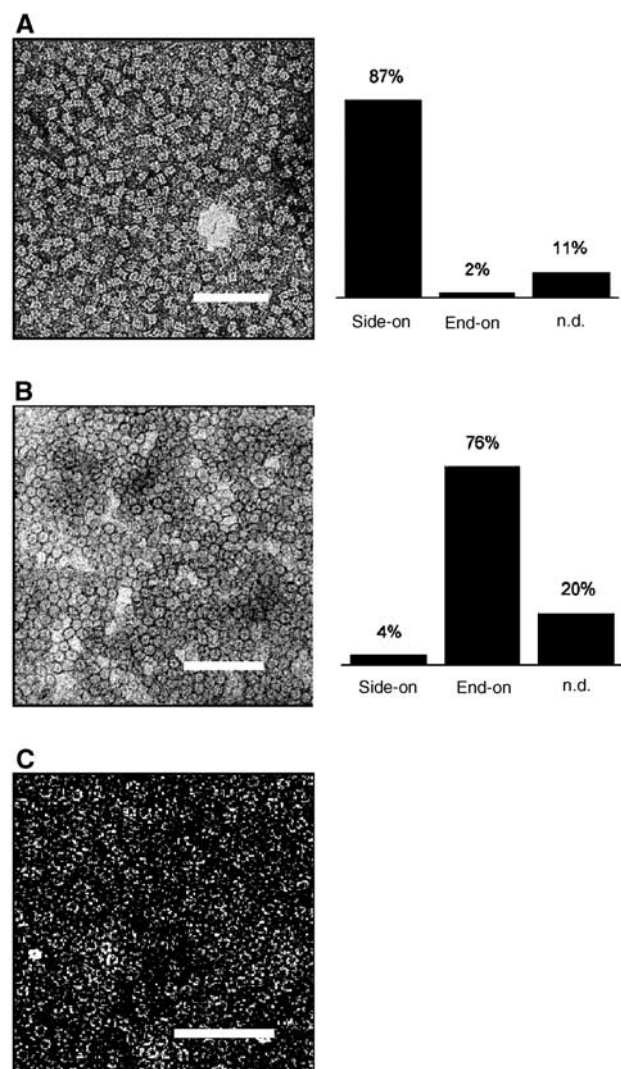 A
87%
2%
11%
Side-on
End-on
n.d.
B
76%
4%
20%
Side-on
End-on
n.d.
C